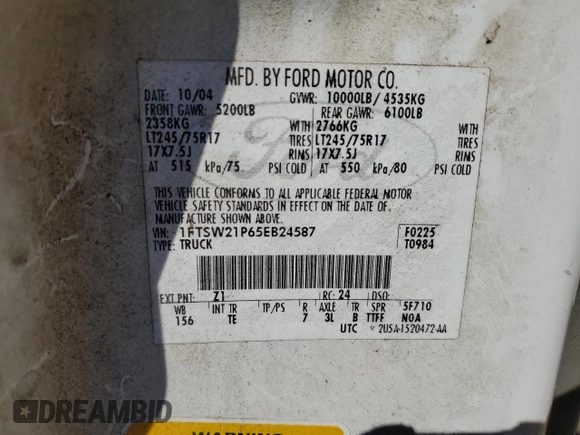 MFD. BY FORD MOTOR CO.
DATE: 10/04 GVWR: 10000LB/ 4535KG
FRONT GAWR: 5200LB REAR GAWR: 6100LB
2358KG WITH 2766KG WITH
LT245/75R17 TIRES LT245/75R17 TIRES
17X7.5J RIMS 17X7.5J RIMS
AT 515 kPa/75 PSI COLD AT 550 kPa/80 PSI COLD
THIS VEHICLE CONFORMS TO ALL APPLICABLE FEDERAL MOTOR
VEHICLE SAFETY STANDARDS IN EFFECT ON THE DATE OF
MANUFACTURE SHOWN ABOVE.
VIN: 1FTSW21P65EB24587 F0225
TYPE: TRUCK T0984
EXT PNT: Z1 RC: 24 DSO:
WB INT TR TP/PS R AXLE TR SPR 5F710
156 TE 7 3L B TTFF NOA
UTC 2U5A-1520472-AA
Ford
WARNING
DREAMBID